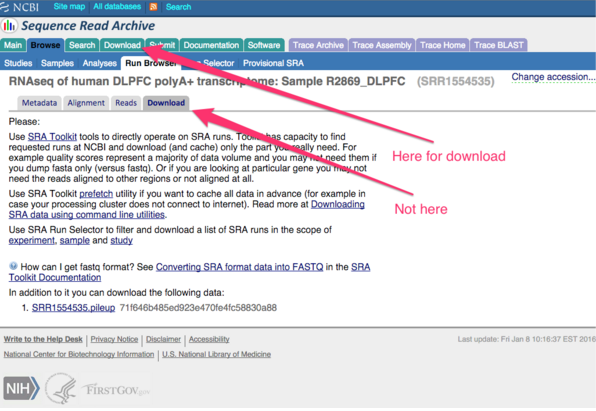 NCBI Site map All databases Search
Sequence Read Archive
Main Browse Search Download Submit Documentation Software Trace Archive Trace Assembly Trace Home Trace BLAST
Studies Samples Analyses Run Browser Selector Provisional SRA
RNAseq of human DLPFC polyA+ transcriptome: Sample R2869_DLPFC (SRR1554535) Change accession...
Metadata Alignment Reads Download
Please:
Use SRA Toolkit tools to directly operate on SRA runs. has capacity to find
requested runs at NCBI and download (and cache) only the part you really need. For
example quality scores represent a majority of data volume and you may not need them if
you dump fasta only (versus fastq). Or if you are looking at particular gene you may not
need the reads aligned to other regions or not aligned at all.
Here for download
Use SRA Toolkit prefetch utility if you want to cache all data in advance (for example in
case your processing cluster does not connect to internet). Read more at Downloading
SRA data using command line utilities.
Not here
Use SRA Run Selector to filter and download a list of SRA runs in the scope of
experiment, sample and study
How can I get fastq format? See Converting SRA format data into FASTQ in the SRA
Toolkit Documentation
In addition to it you can download the following data:
1. SRR1554535.pileup 71f646b485ed923e470fe4fc58830a88
Write to the Help Desk | Privacy Notice | Disclaimer | Accessibility Last update: Fri Jan 8 10:16:37 EST 2016
National Center for Biotechnology Information | U.S. National Library of Medicine
NIH FIRSTGOV.gov